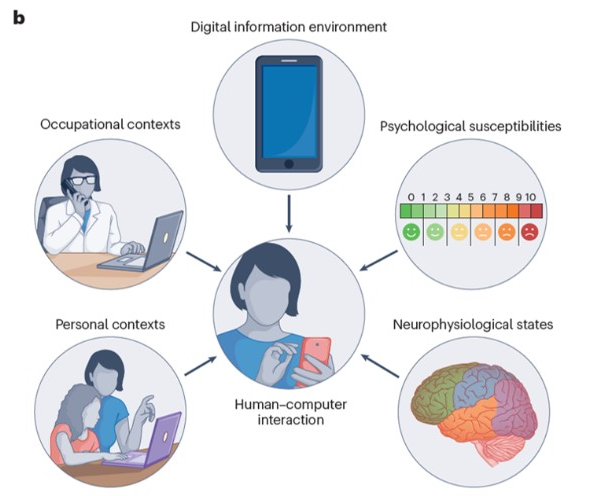 b
Digital information environment
Occupational contexts
Psychological susceptibilities
0 1 2 3 4 5 6 7 8 9 10
Personal contexts
Neurophysiological states
Human–computer
interaction